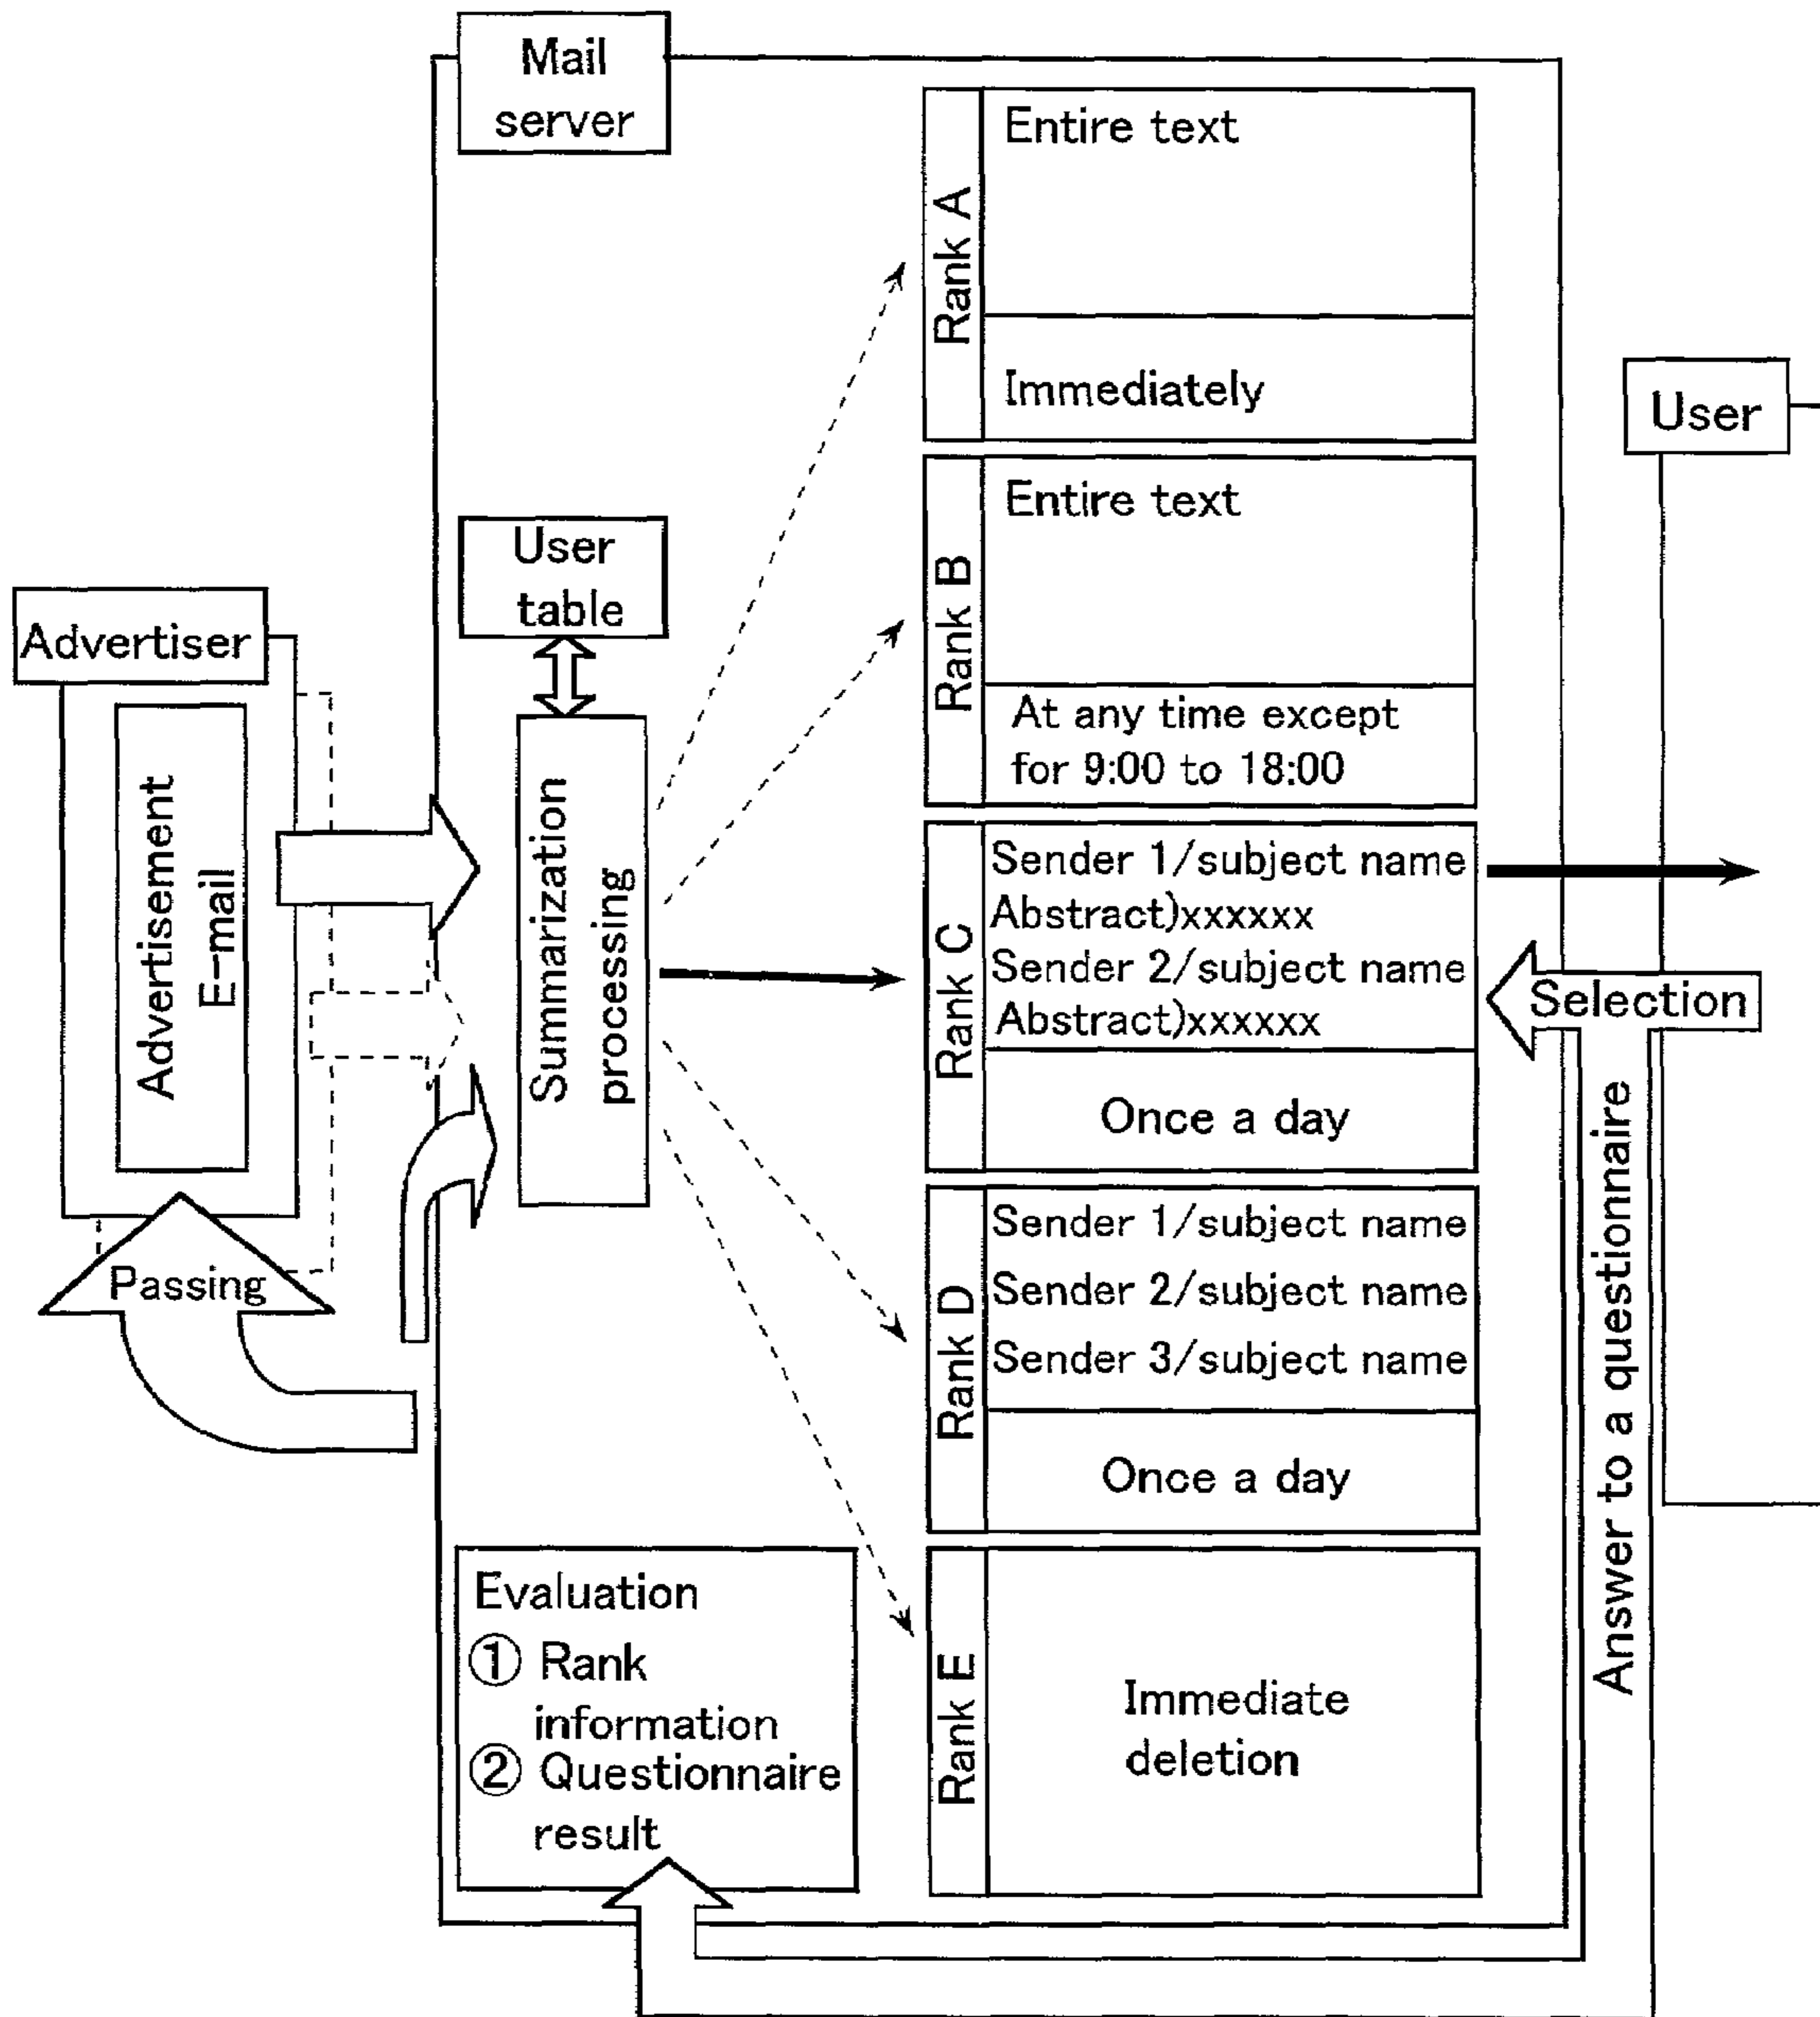 Mail
server
Rank A
Entire text
Immediately
User
Rank B
Entire text
At any time except
for 9:00 to 18:00
User
table
Advertiser
Advertisement
E-mail
Summarization
processing
Rank C
Sender 1/subject name
Abstract)xxxxxx
Sender 2/subject name
Abstract)xxxxxx
Once a day
Selection
Answer to a questionnaire
Passing
Rank D
Sender 1/subject name
Sender 2/subject name
Sender 3/subject name
Once a day
Evaluation
① Rank
information
② Questionnaire
result
Rank E
Immediate
deletion